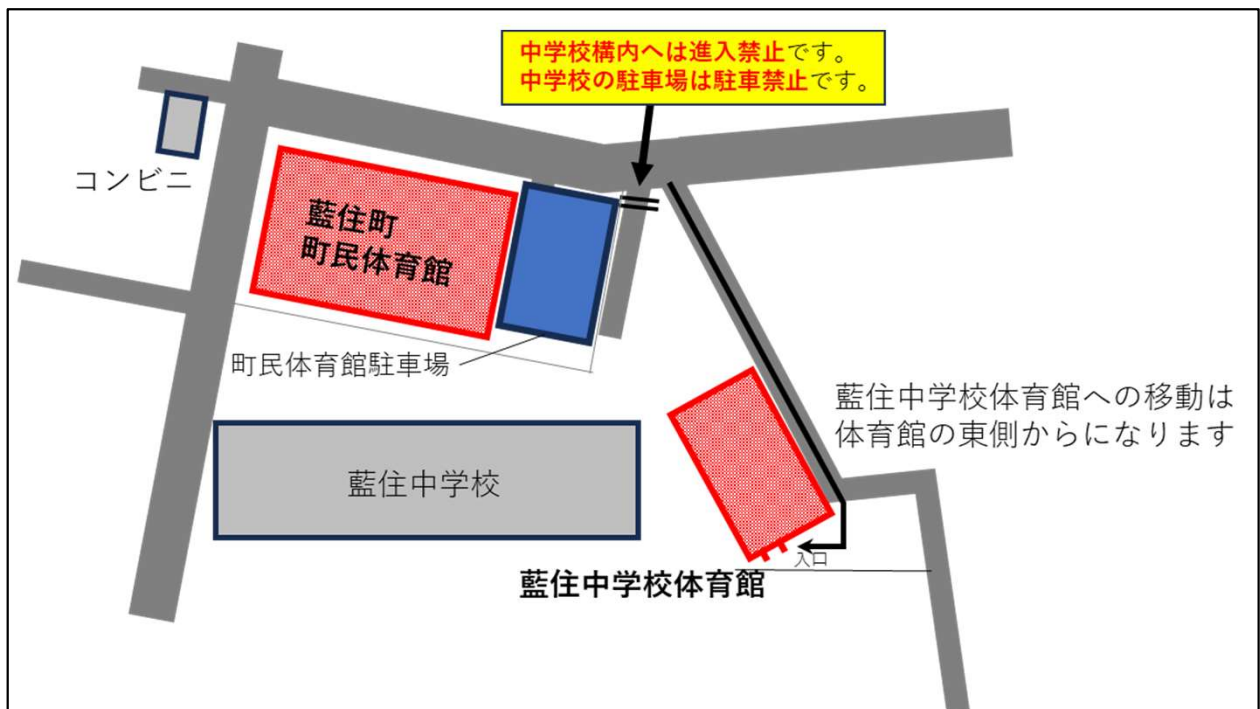 中学校構内へは進入禁止です。
中学校の駐車場は駐車禁止です。
コンビニ
藍住町
町民体育館
町民体育館駐車場
藍住中学校体育館への移動は
体育館の東側からになります
藍住中学校
入口
藍住中学校体育館